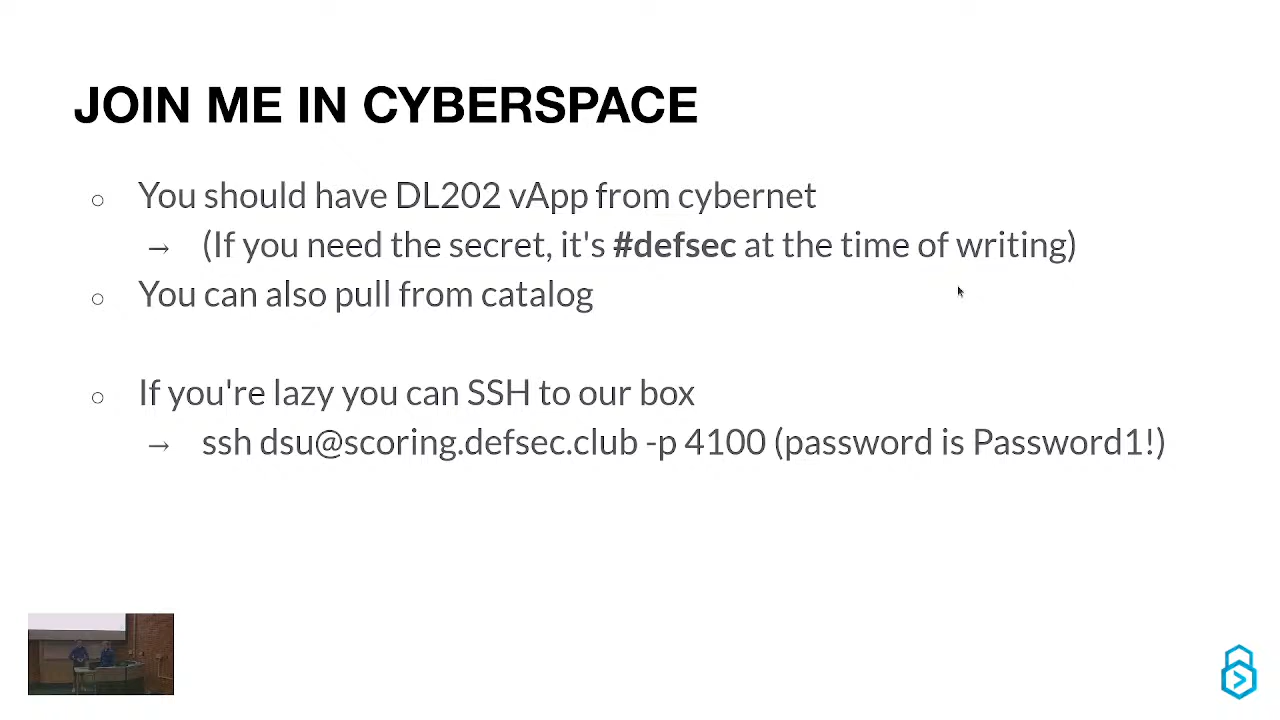 JOIN ME IN CYBERSPACE
○ You should have DL202 vApp from cybernet
→ (If you need the secret, it's #defsec at the time of writing)
○ You can also pull from catalog
○ If you're lazy you can SSH to our box
→ ssh dsu@scoring.defsec.club -p 4100 (password is Password1!)